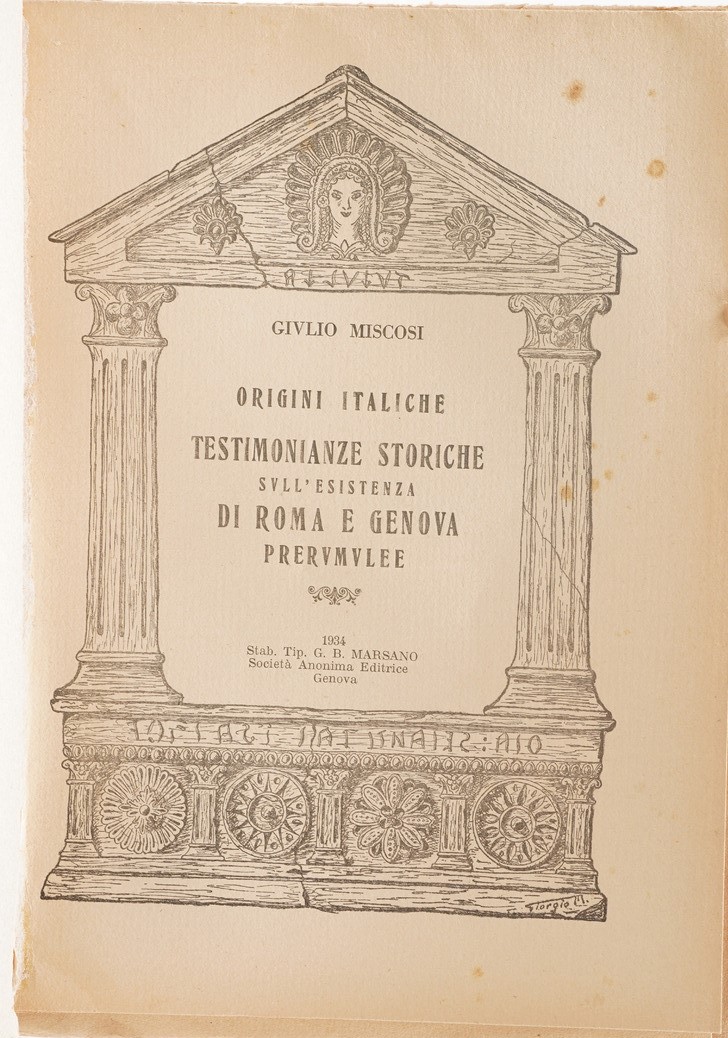 GIVLIO MISCOSI
ORIGINI ITALICHE
TESTIMONIANZE STORICHE
SVLL'ESISTENZA
DI ROMA E GENOVA
PRERVMVLEE
1934
Stab. Tip. G. B. MARSANO
Società Anonima Editrice
Genova
Giorgio M.